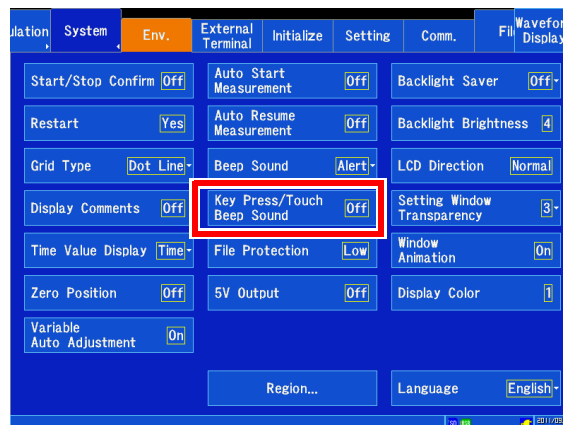 ulation
System
Env.
External
Terminal
Initialize
Setting
Comm.
Fil
Wavefor
Display
Start/Stop Confirm Off
Auto Start
Measurement Off
Backlight Saver Off
Restart Yes
Auto Resume
Measurement Off
Backlight Brightness 4
Grid Type Dot Line
Beep Sound Alert
LCD Direction Normal
Display Comments Off
Key Press/Touch
Beep Sound Off
Setting Window
Transparency 3
Time Value Display Time
File Protection Low
Window
Animation On
Zero Position Off
5V Output Off
Display Color 1
Variable
Auto Adjustment On
Region...
Language English
SD USB
2011/09